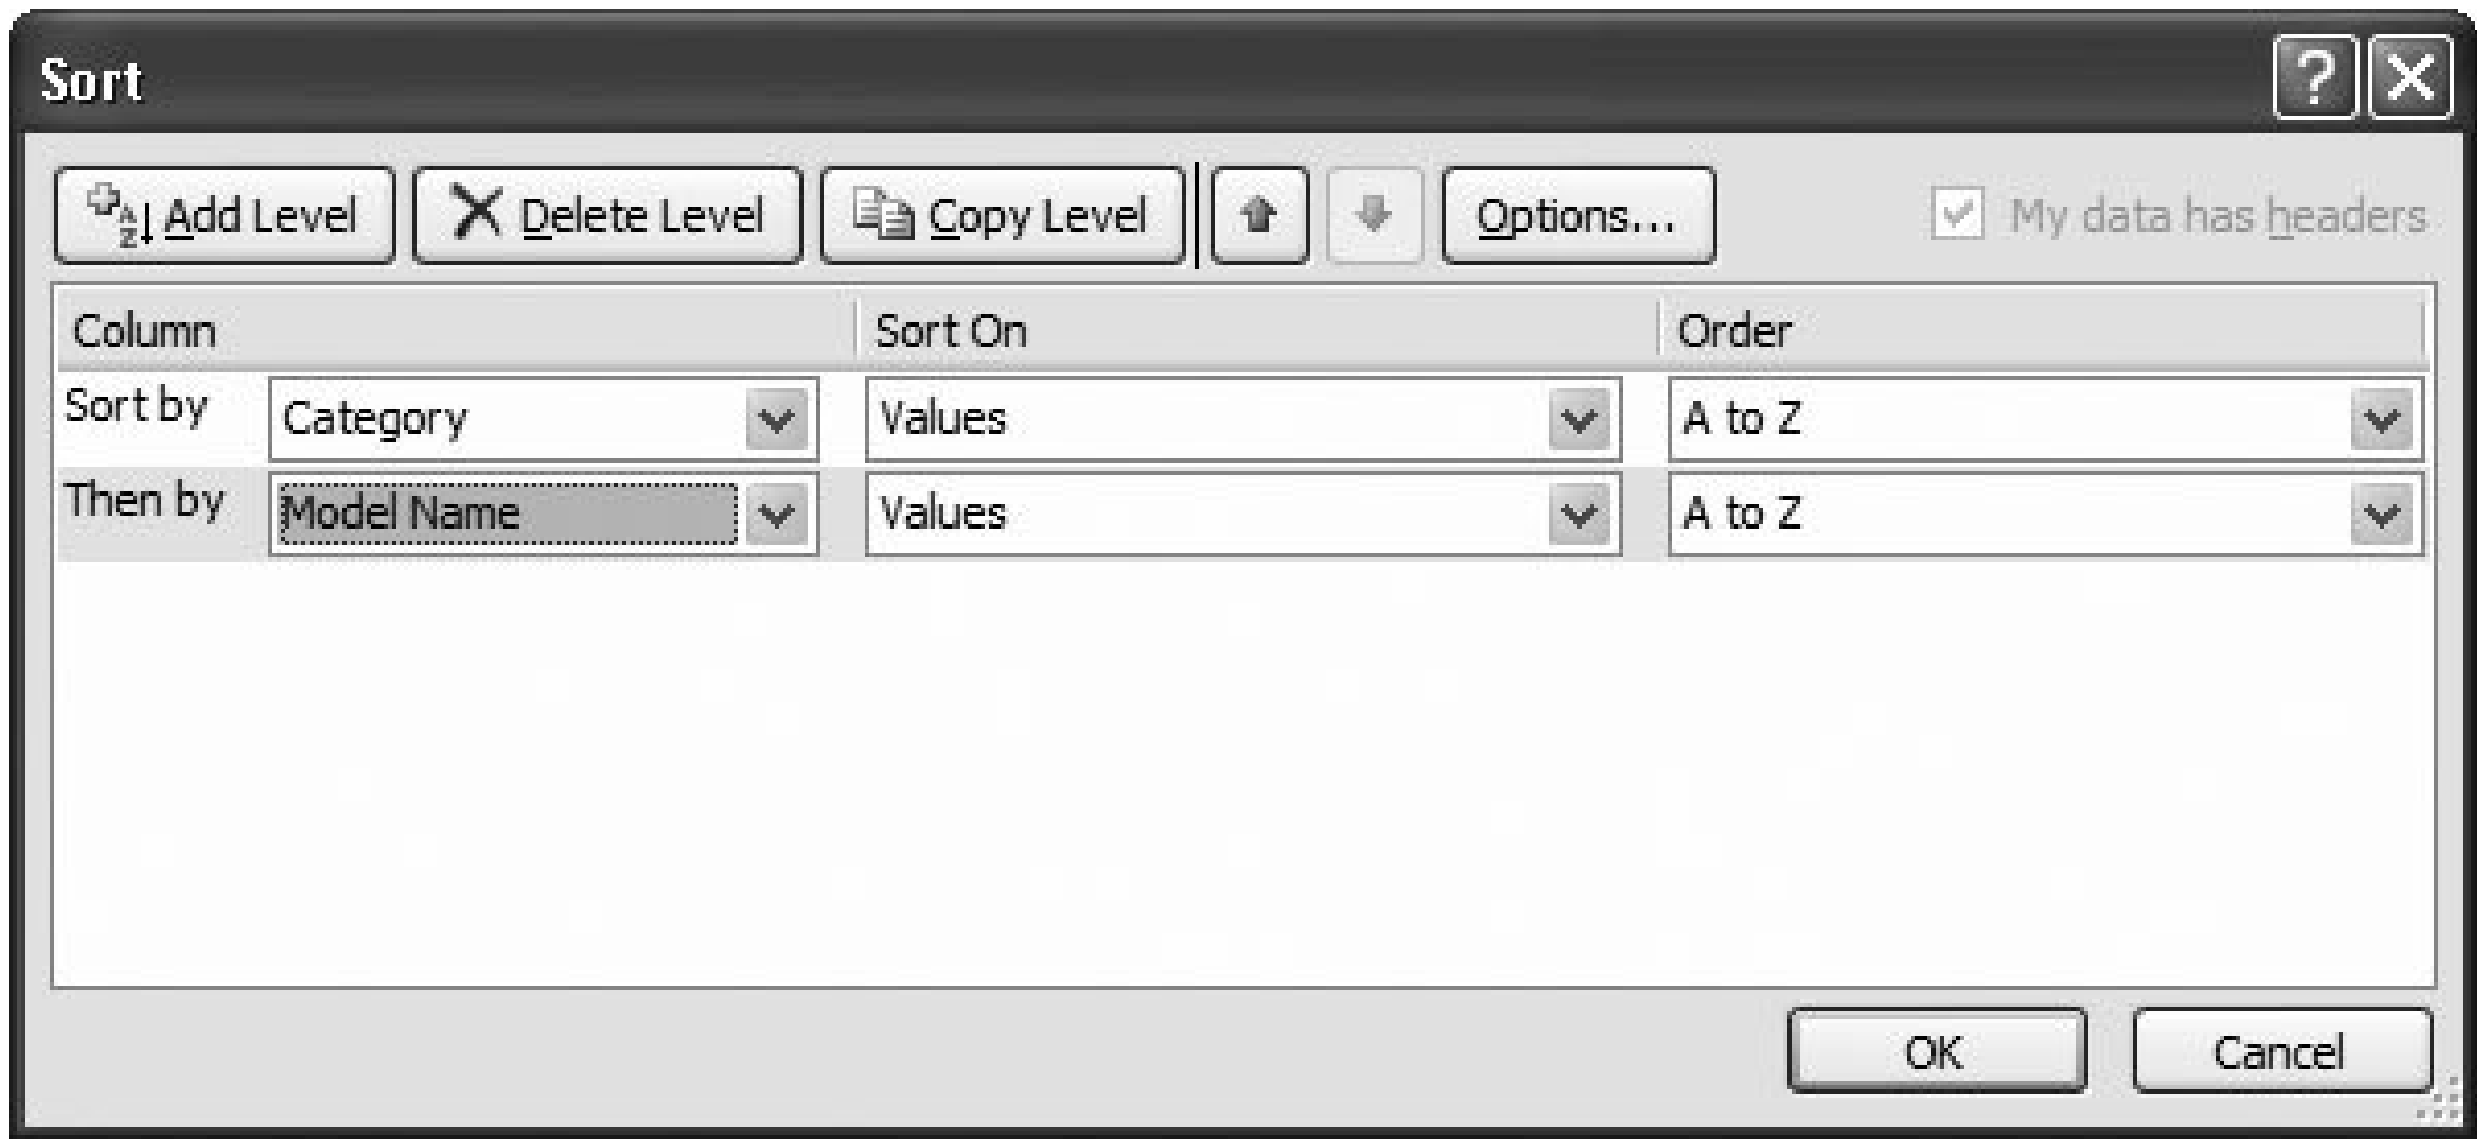 Sort
Add Level Delete Level Copy Level Options... My data has headers
Column Sort On Order
Sort by Category Values A to Z
Then by Model Name Values A to Z
OK Cancel